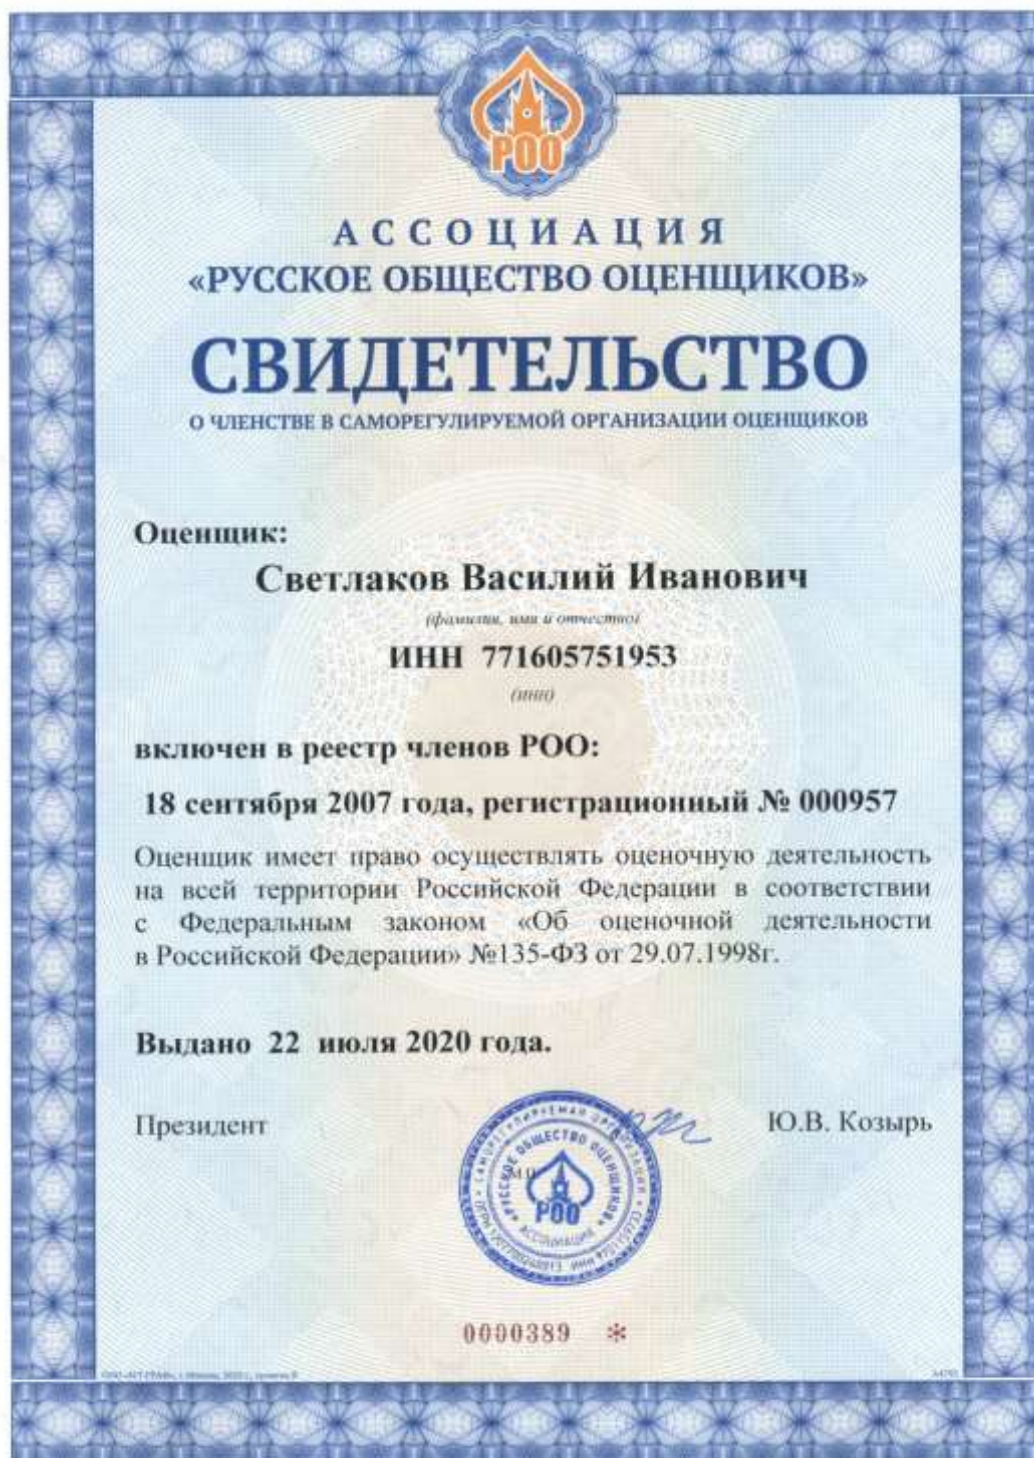 РОО
АССОЦИАЦИЯ
«РУССКОЕ ОБЩЕСТВО ОЦЕНЩИКОВ»
СВИДЕТЕЛЬСТВО
О ЧЛЕНСТВЕ В САМОРЕГУЛИРУЕМОЙ ОРГАНИЗАЦИИ ОЦЕНЩИКОВ
Оценщик:
Светлаков Василий Иванович
(фамилия, имя и отчество)
ИНН 771605751953
(инн)
включен в реестр членов РОО:
18 сентября 2007 года, регистрационный № 000957
Оценщик имеет право осуществлять оценочную деятельность
на всей территории Российской Федерации в соответствии
с Федеральным законом «Об оценочной деятельности
в Российской Федерации» №135-ФЗ от 29.07.1998г.
Выдано 22 июля 2020 года.
Президент
Ю.В. Козырь
САМОРЕГУЛИРУЕМАЯ ОРГАНИЗАЦИЯ
«РУССКОЕ ОБЩЕСТВО ОЦЕНЩИКОВ»
АССОЦИАЦИЯ
РОО
0000389 *